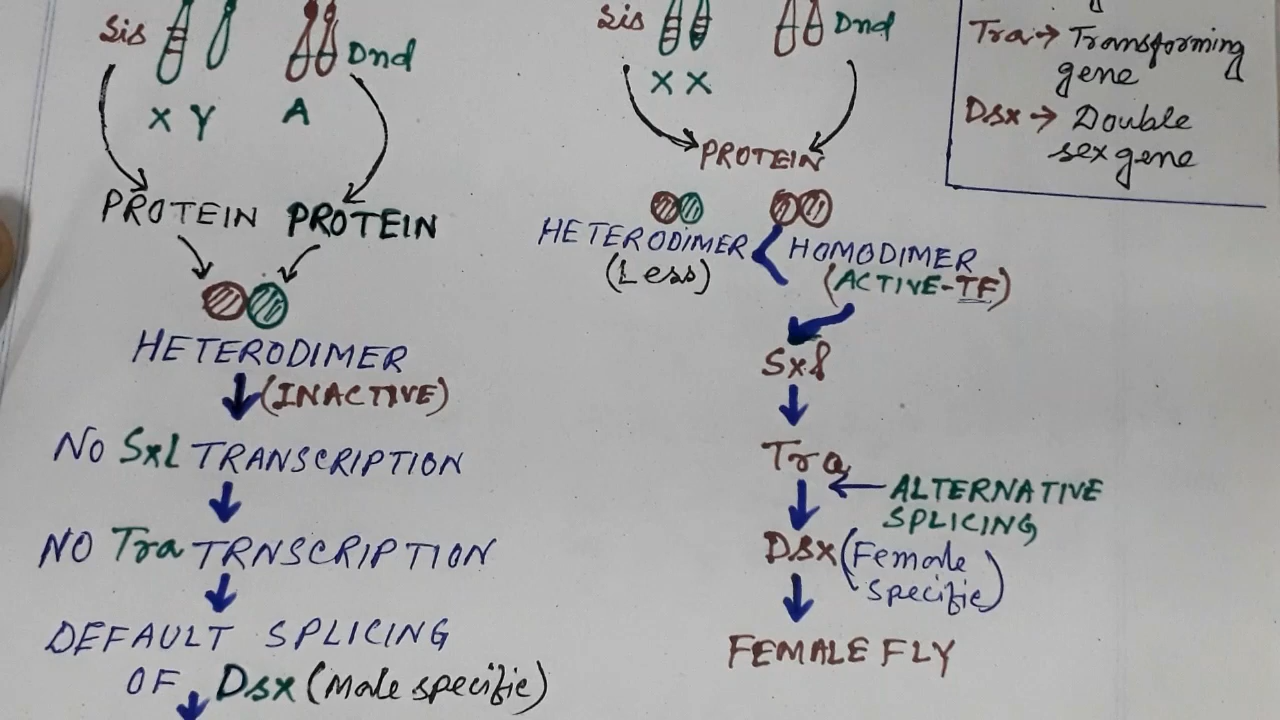 Sis
Dnd
X Y
A
PROTEIN PROTEIN
HETERODIMER
(INACTIVE)
NO SxL TRANSCRIPTION
NO Tra TRNSCRIPTION
DEFAULT SPLICING
OF Dsx (Male specific)
Sis
Dnd
X X
PROTEIN
HETERODIMER < HOMODIMER
(Less)
(ACTIVE-TF)
Sxl
Tra
ALTERNATIVE
SPLICING
Dsx (Female
specific)
FEMALE FLY
Tra → Transforming
gene
Dsx → Double
sex gene